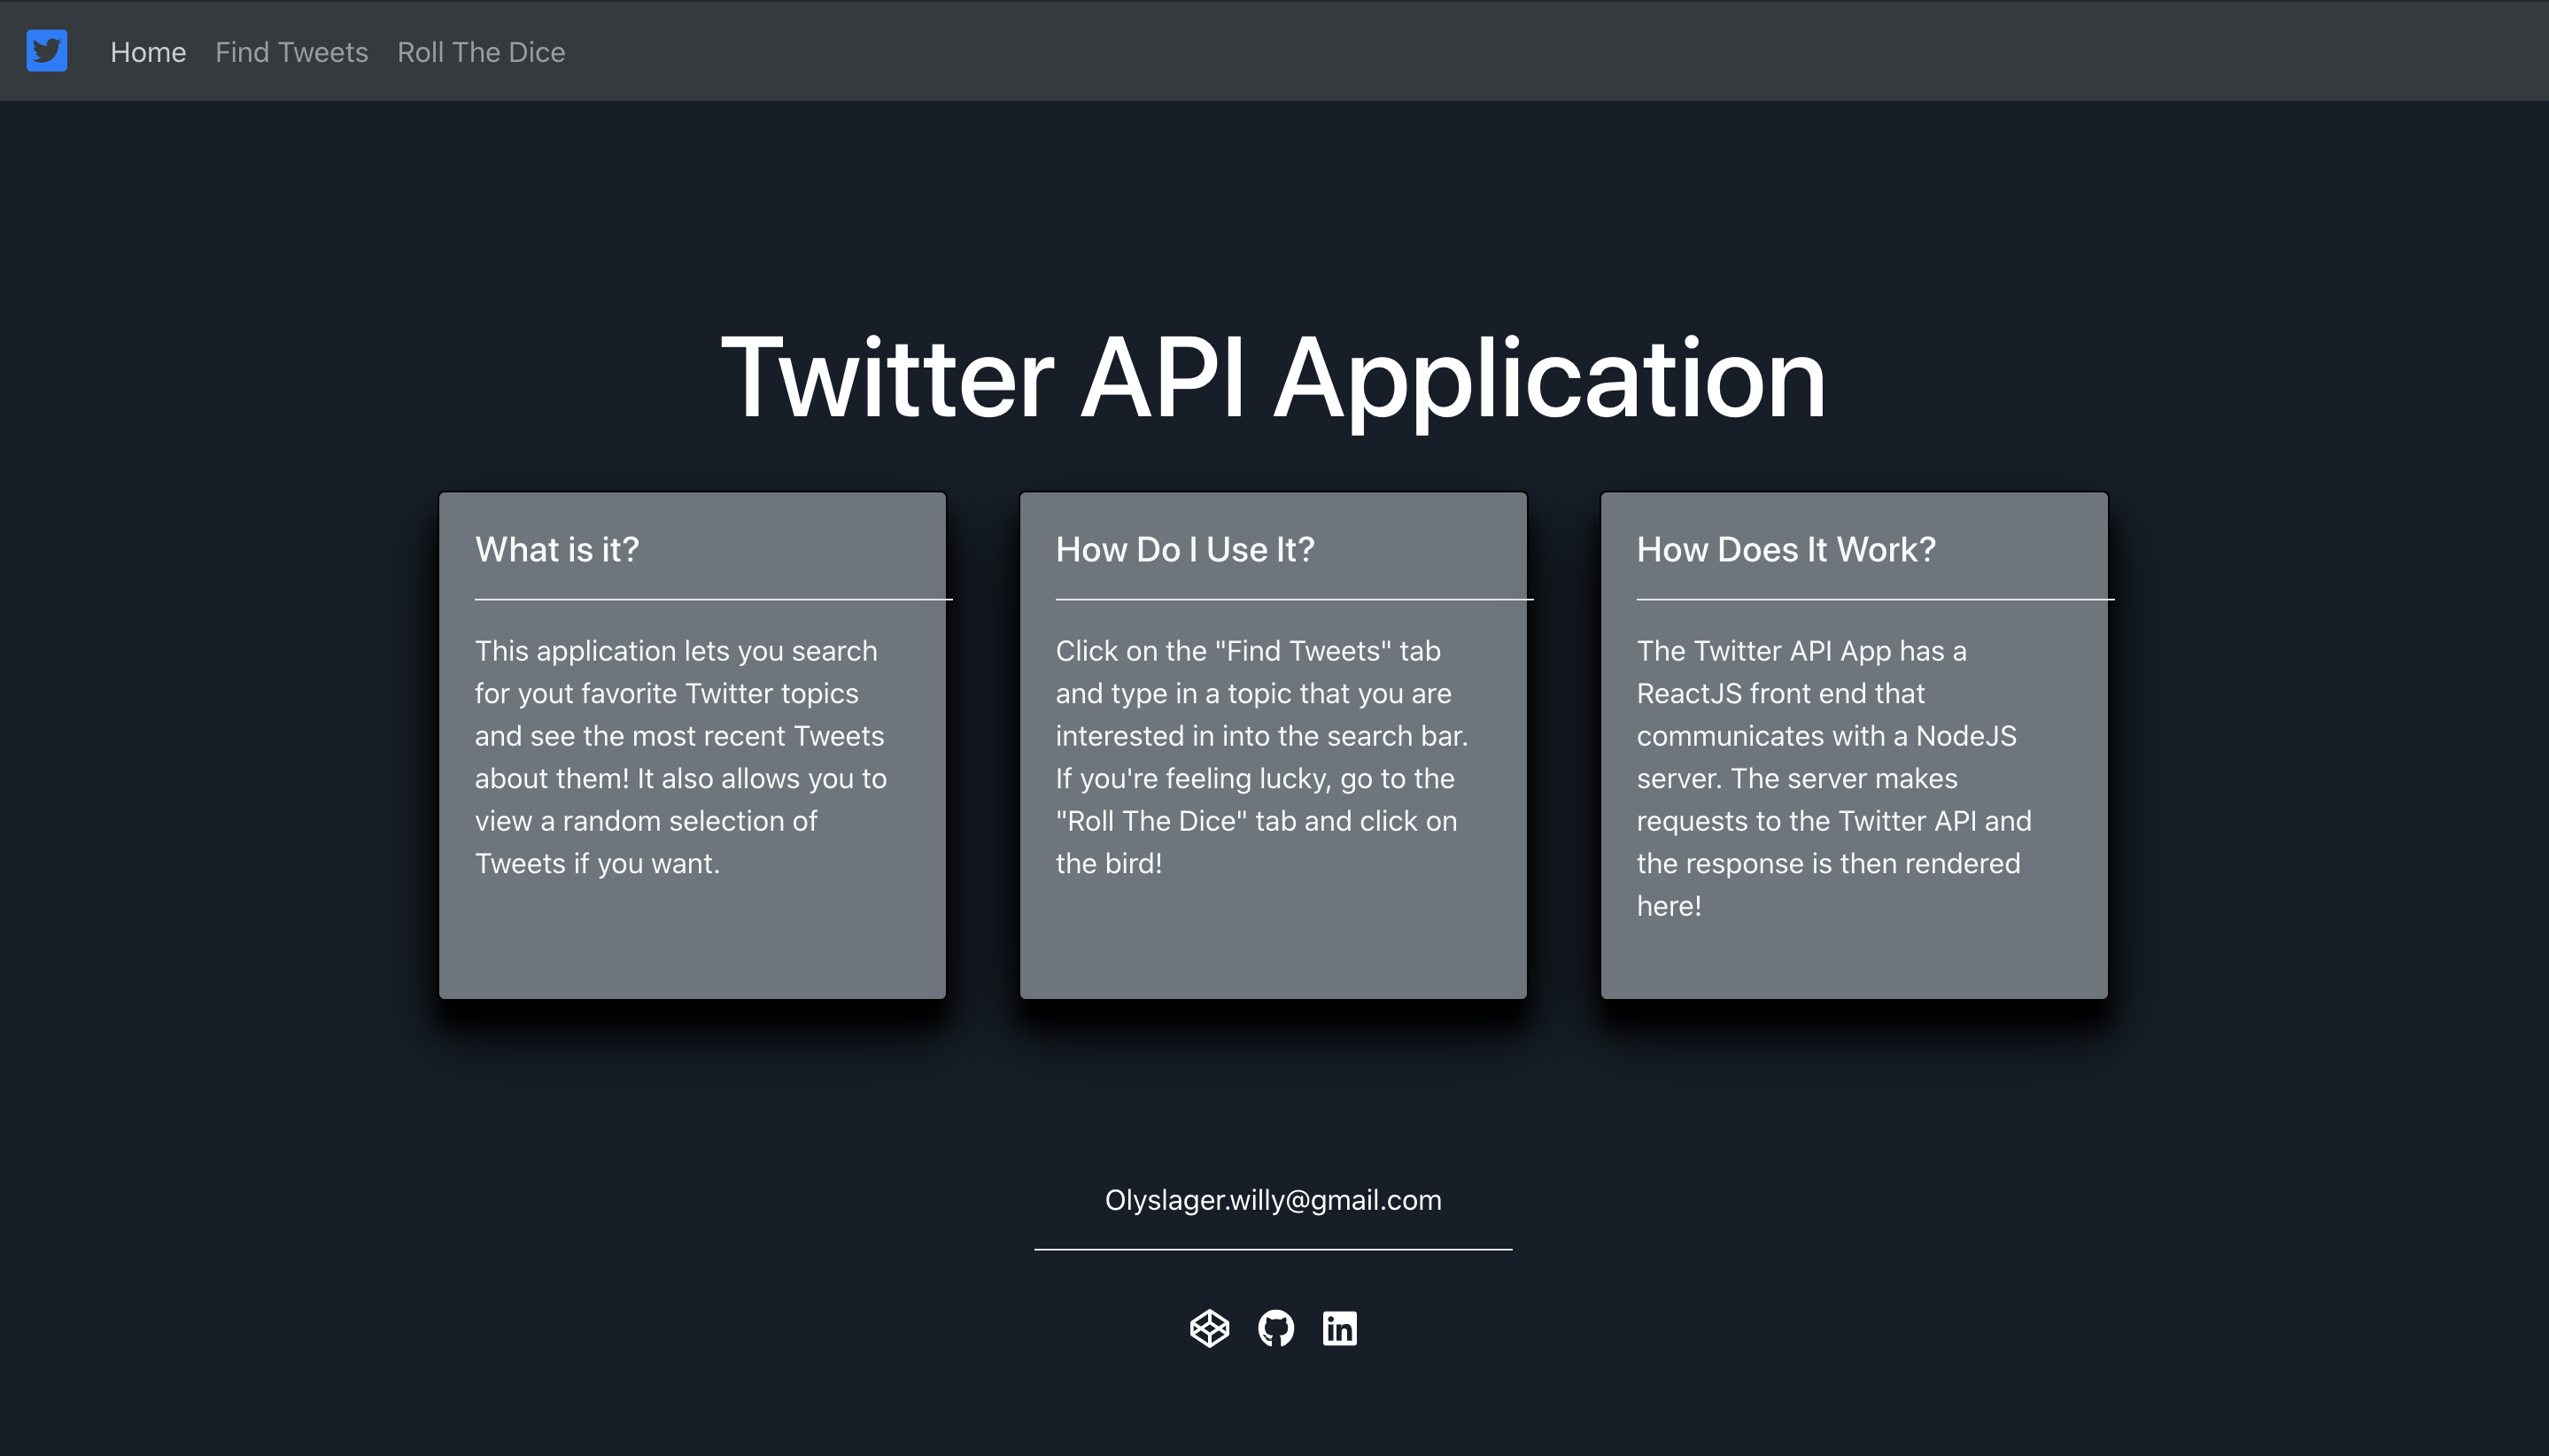 Home Find Tweets Roll The Dice
Twitter API Application
What is it?
This application lets you search
for yout favorite Twitter topics
and see the most recent Tweets
about them! It also allows you to
view a random selection of
Tweets if you want.
How Do I Use It?
Click on the "Find Tweets" tab
and type in a topic that you are
interested in into the search bar.
If you're feeling lucky, go to the
"Roll The Dice" tab and click on
the bird!
How Does It Work?
The Twitter API App has a
ReactJS front end that
communicates with a NodeJS
server. The server makes
requests to the Twitter API and
the response is then rendered
here!
Olyslager.willy@gmail.com
in